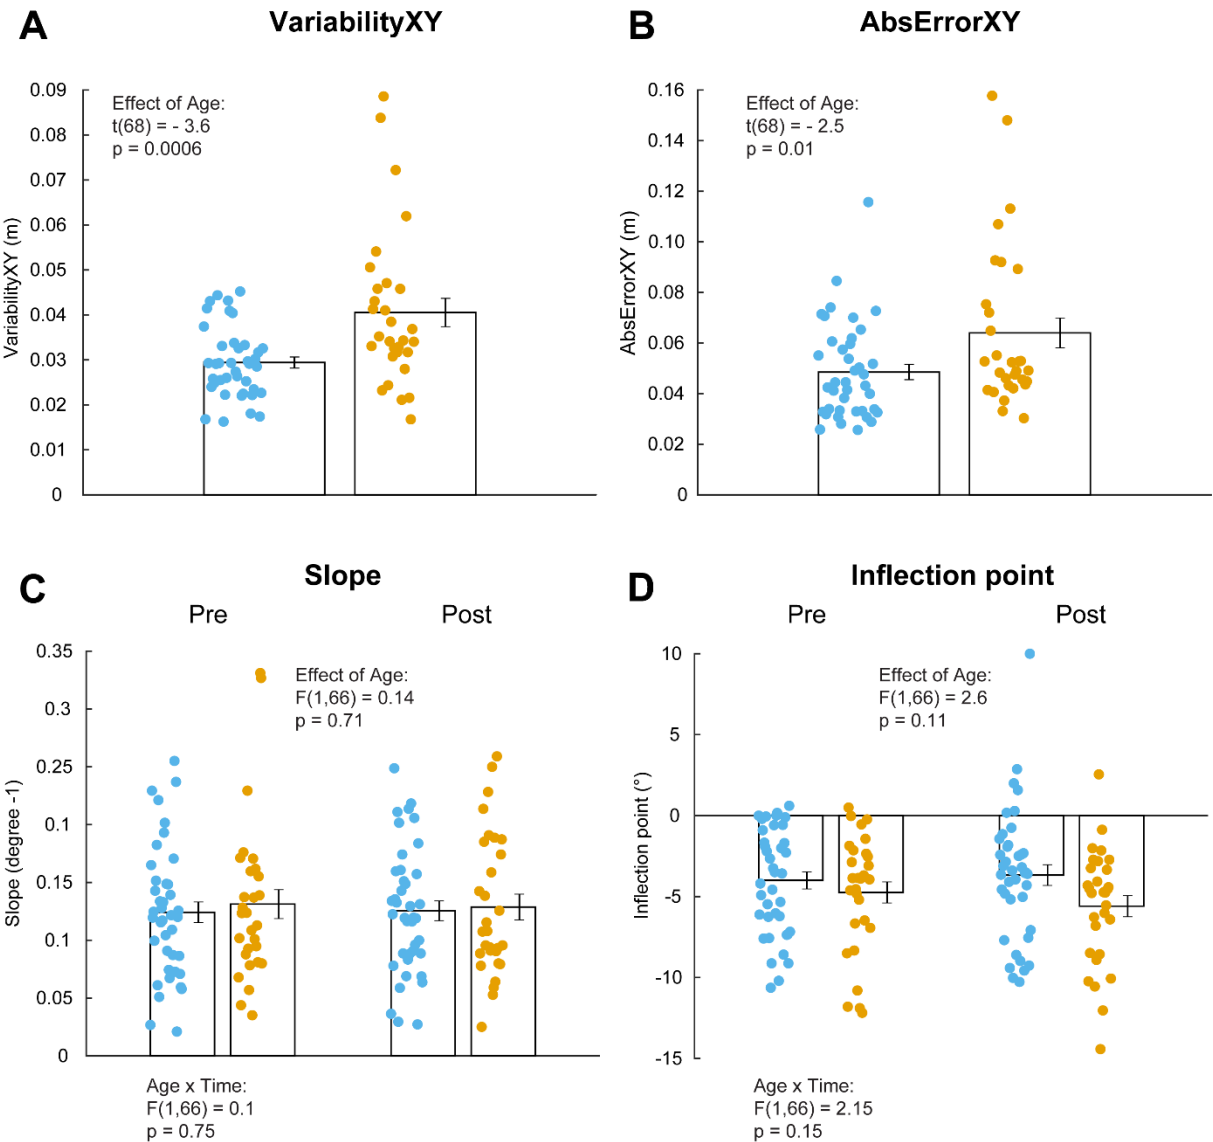 A
VariabilityXY
Effect of Age:
t(68) = - 3.6
p = 0.0006
VariabilityXY (m)
0.09
0.08
0.07
0.06
0.05
0.04
0.03
0.02
0.01
0
B
AbsErrorXY
Effect of Age:
t(68) = - 2.5
p = 0.01
AbsErrorXY (m)
0.16
0.14
0.12
0.10
0.08
0.06
0.04
0.02
0
C
Slope
Pre
Post
Effect of Age:
F(1,66) = 0.14
p = 0.71
Slope (degree -1)
0.35
0.3
0.25
0.1
0.15
0.1
0.05
0
Age x Time:
F(1,66) = 0.1
p = 0.75
D
Inflection point
Pre
Post
Effect of Age:
F(1,66) = 2.6
p = 0.11
Inflection point (°)
10
5
0
-5
-10
-15
Age x Time:
F(1,66) = 2.15
p = 0.15